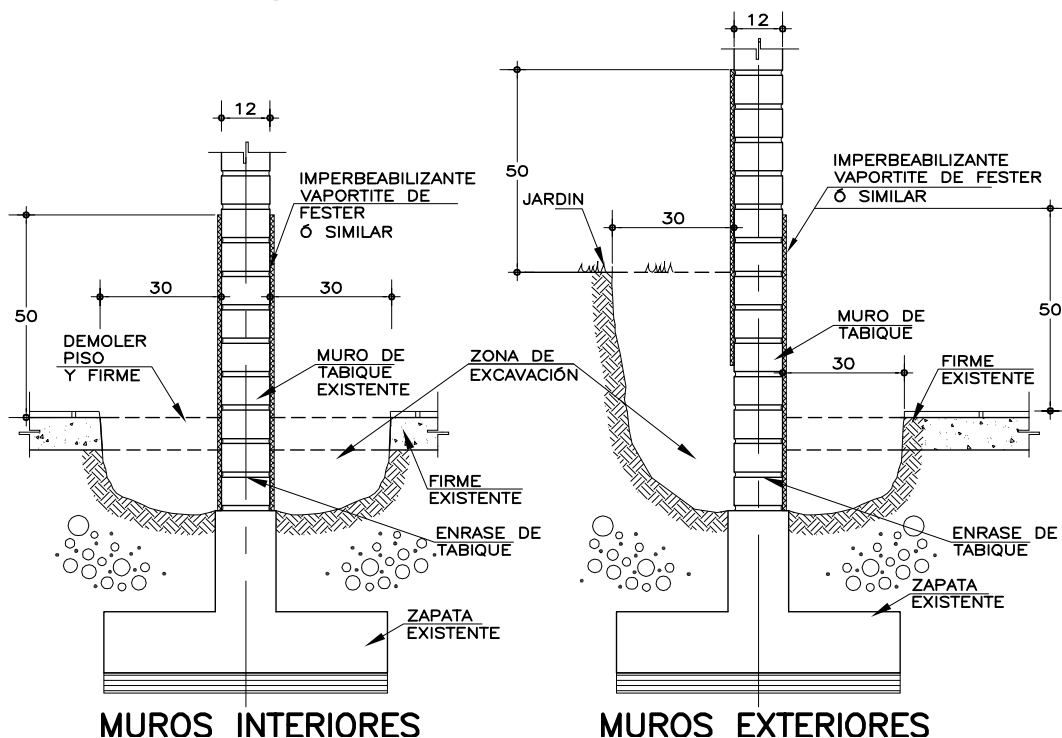 12
50
30
30
IMPERBEABILIZANTE
VAPORTITE DE
FESTER
Ó SIMILAR
DEMOLER
PISO
Y FIRME
MURO DE
TABIQUE
EXISTENTE
ZONA DE
EXCAVACIÓN
FIRME
EXISTENTE
ENRASE DE
TABIQUE
ZAPATA
EXISTENTE
MUROS INTERIORES
12
50
JARDIN
30
IMPERBEABILIZANTE
VAPORTITE DE FESTER
Ó SIMILAR
50
MURO DE
TABIQUE
30
FIRME
EXISTENTE
ENRASE DE
TABIQUE
ZAPATA
EXISTENTE
MUROS EXTERIORES